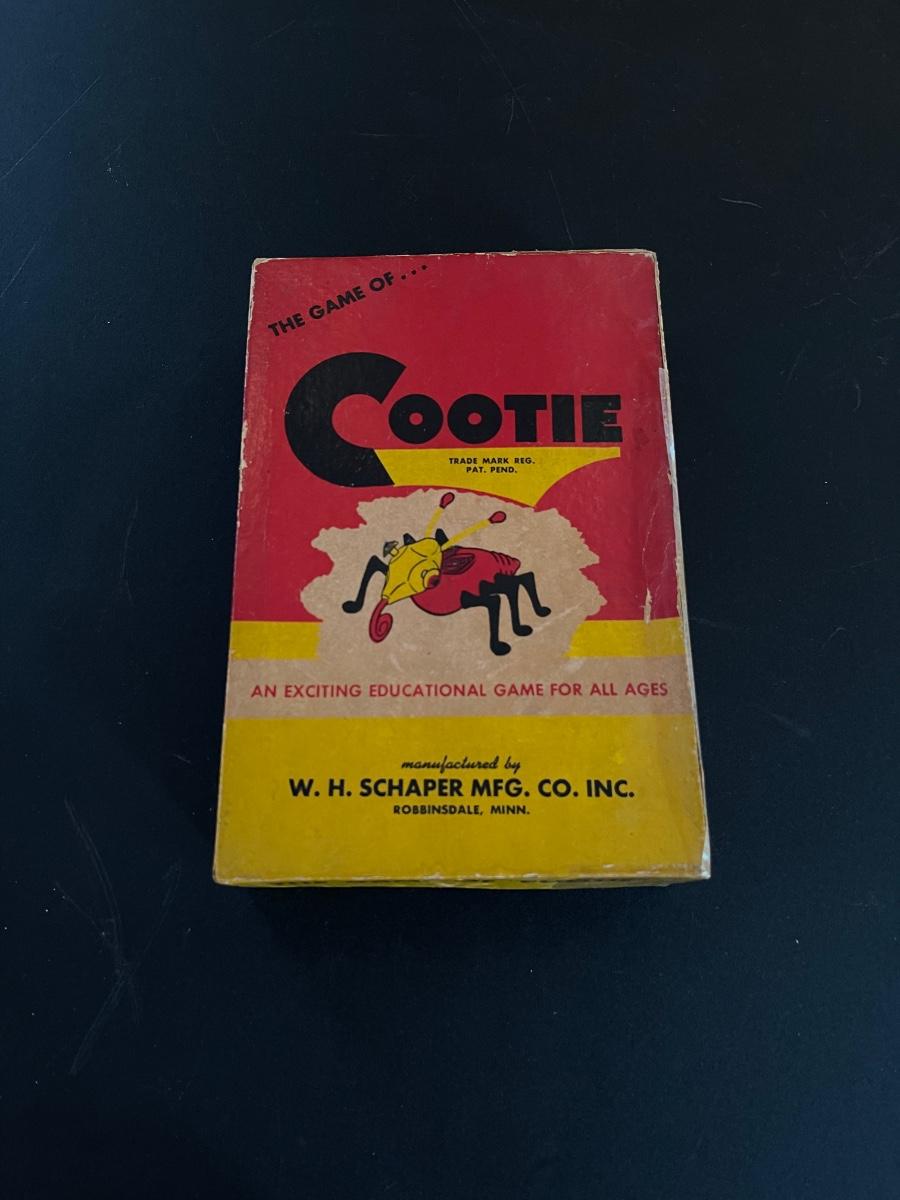 THE GAME OF...
COOTIE
TRADE MARK REG.
PAT. PEND.
AN EXCITING EDUCATIONAL GAME FOR ALL AGES
manufactured by
W. H. SCHAPER MFG. CO. INC.
ROBBINSDALE, MINN.